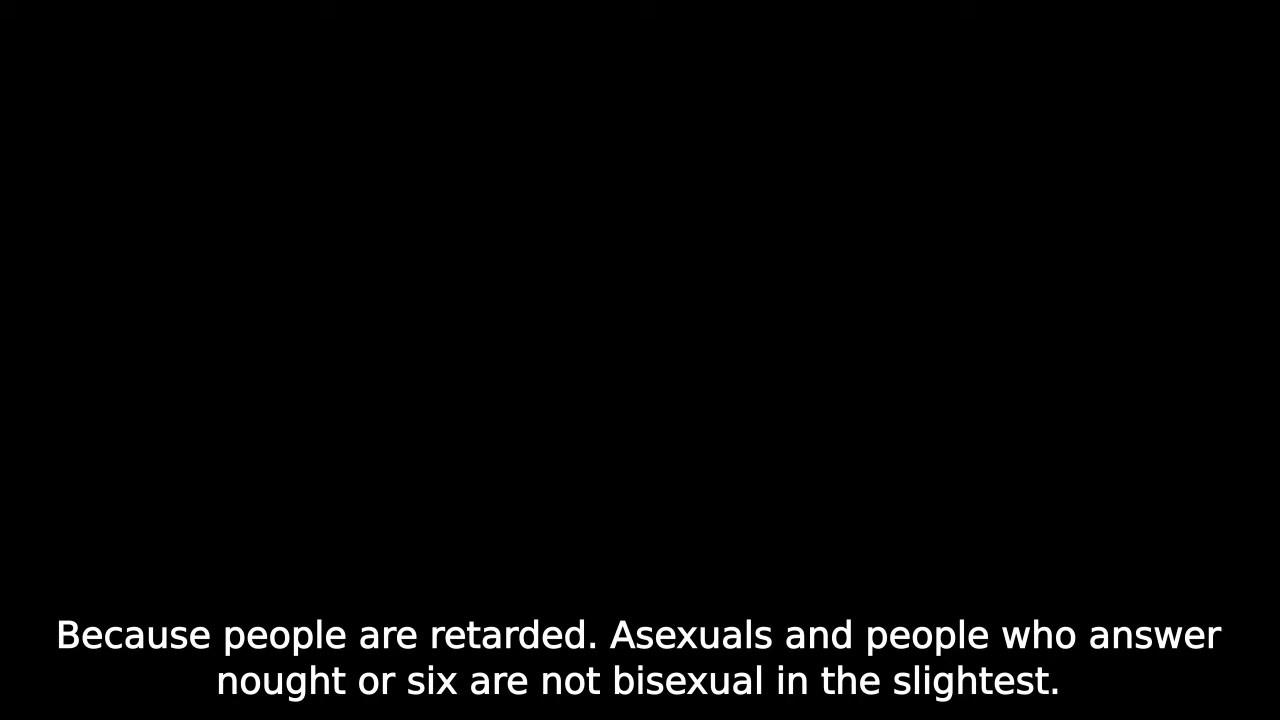 Because people are retarded. Asexuals and people who answer
nought or six are not bisexual in the slightest.